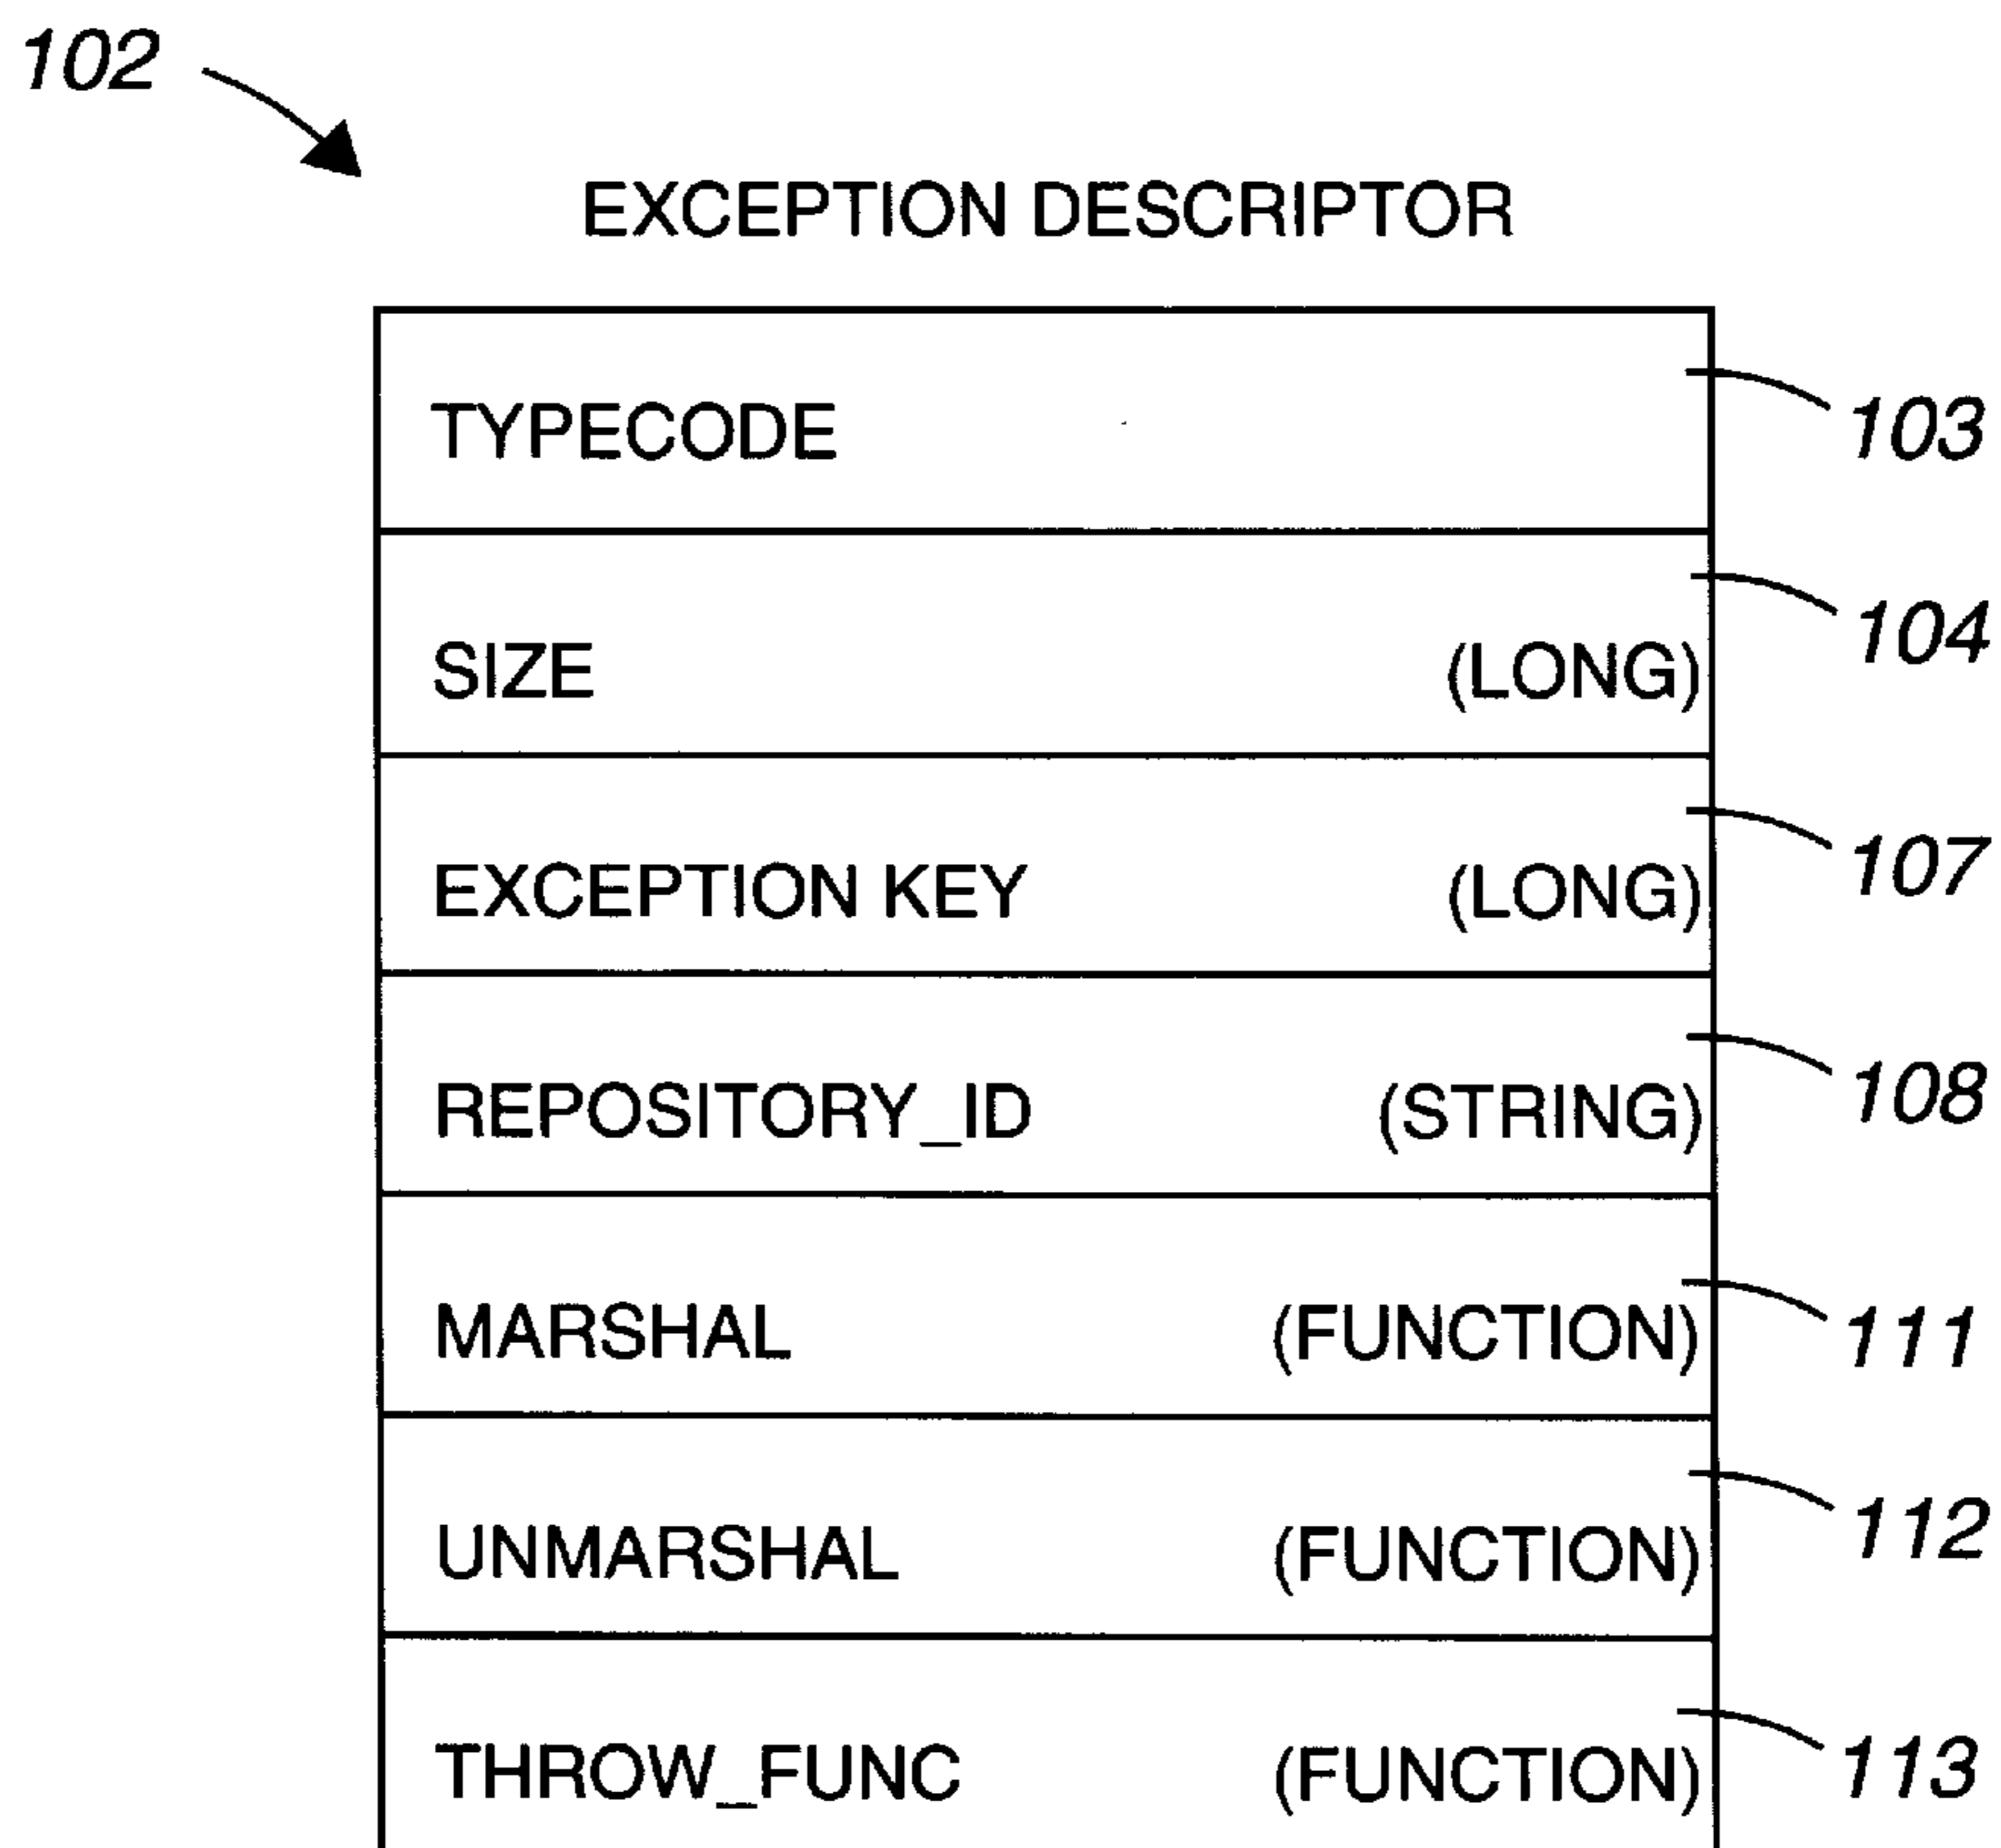 102
EXCEPTION DESCRIPTOR
TYPECODE 103
SIZE (LONG) 104
EXCEPTION KEY (LONG) 107
REPOSITORY_ID (STRING) 108
MARSHAL (FUNCTION) 111
UNMARSHAL (FUNCTION) 112
THROW_FUNC (FUNCTION) 113